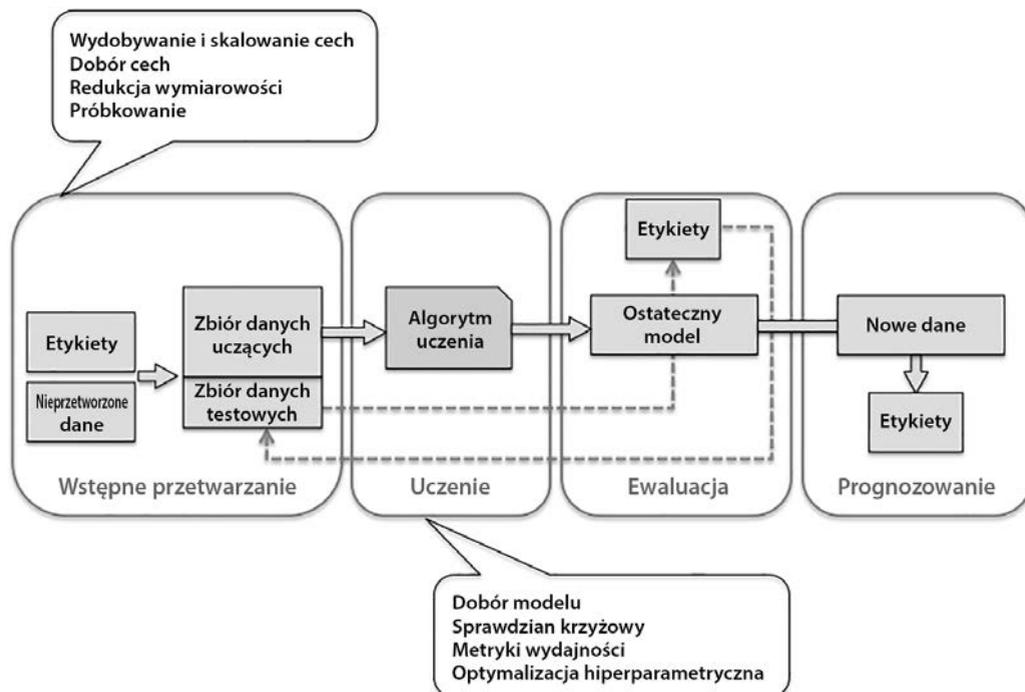 Wydobywanie i skalowanie cech
Dobór cech
Redukcja wymiarowości
Próbkowanie
Etykiety
Nieprzetworzone
dane
Zbiór danych
uczących
Zbiór danych
testowych
Wstępne przetwarzanie
Algorytm
uczenia
Uczenie
Etykiety
Ostateczny
model
Ewaluacja
Nowe dane
Etykiety
Prognozowanie
Dobór modelu
Sprawdzian krzyżowy
Metryki wydajności
Optymalizacja hiperparametryczna